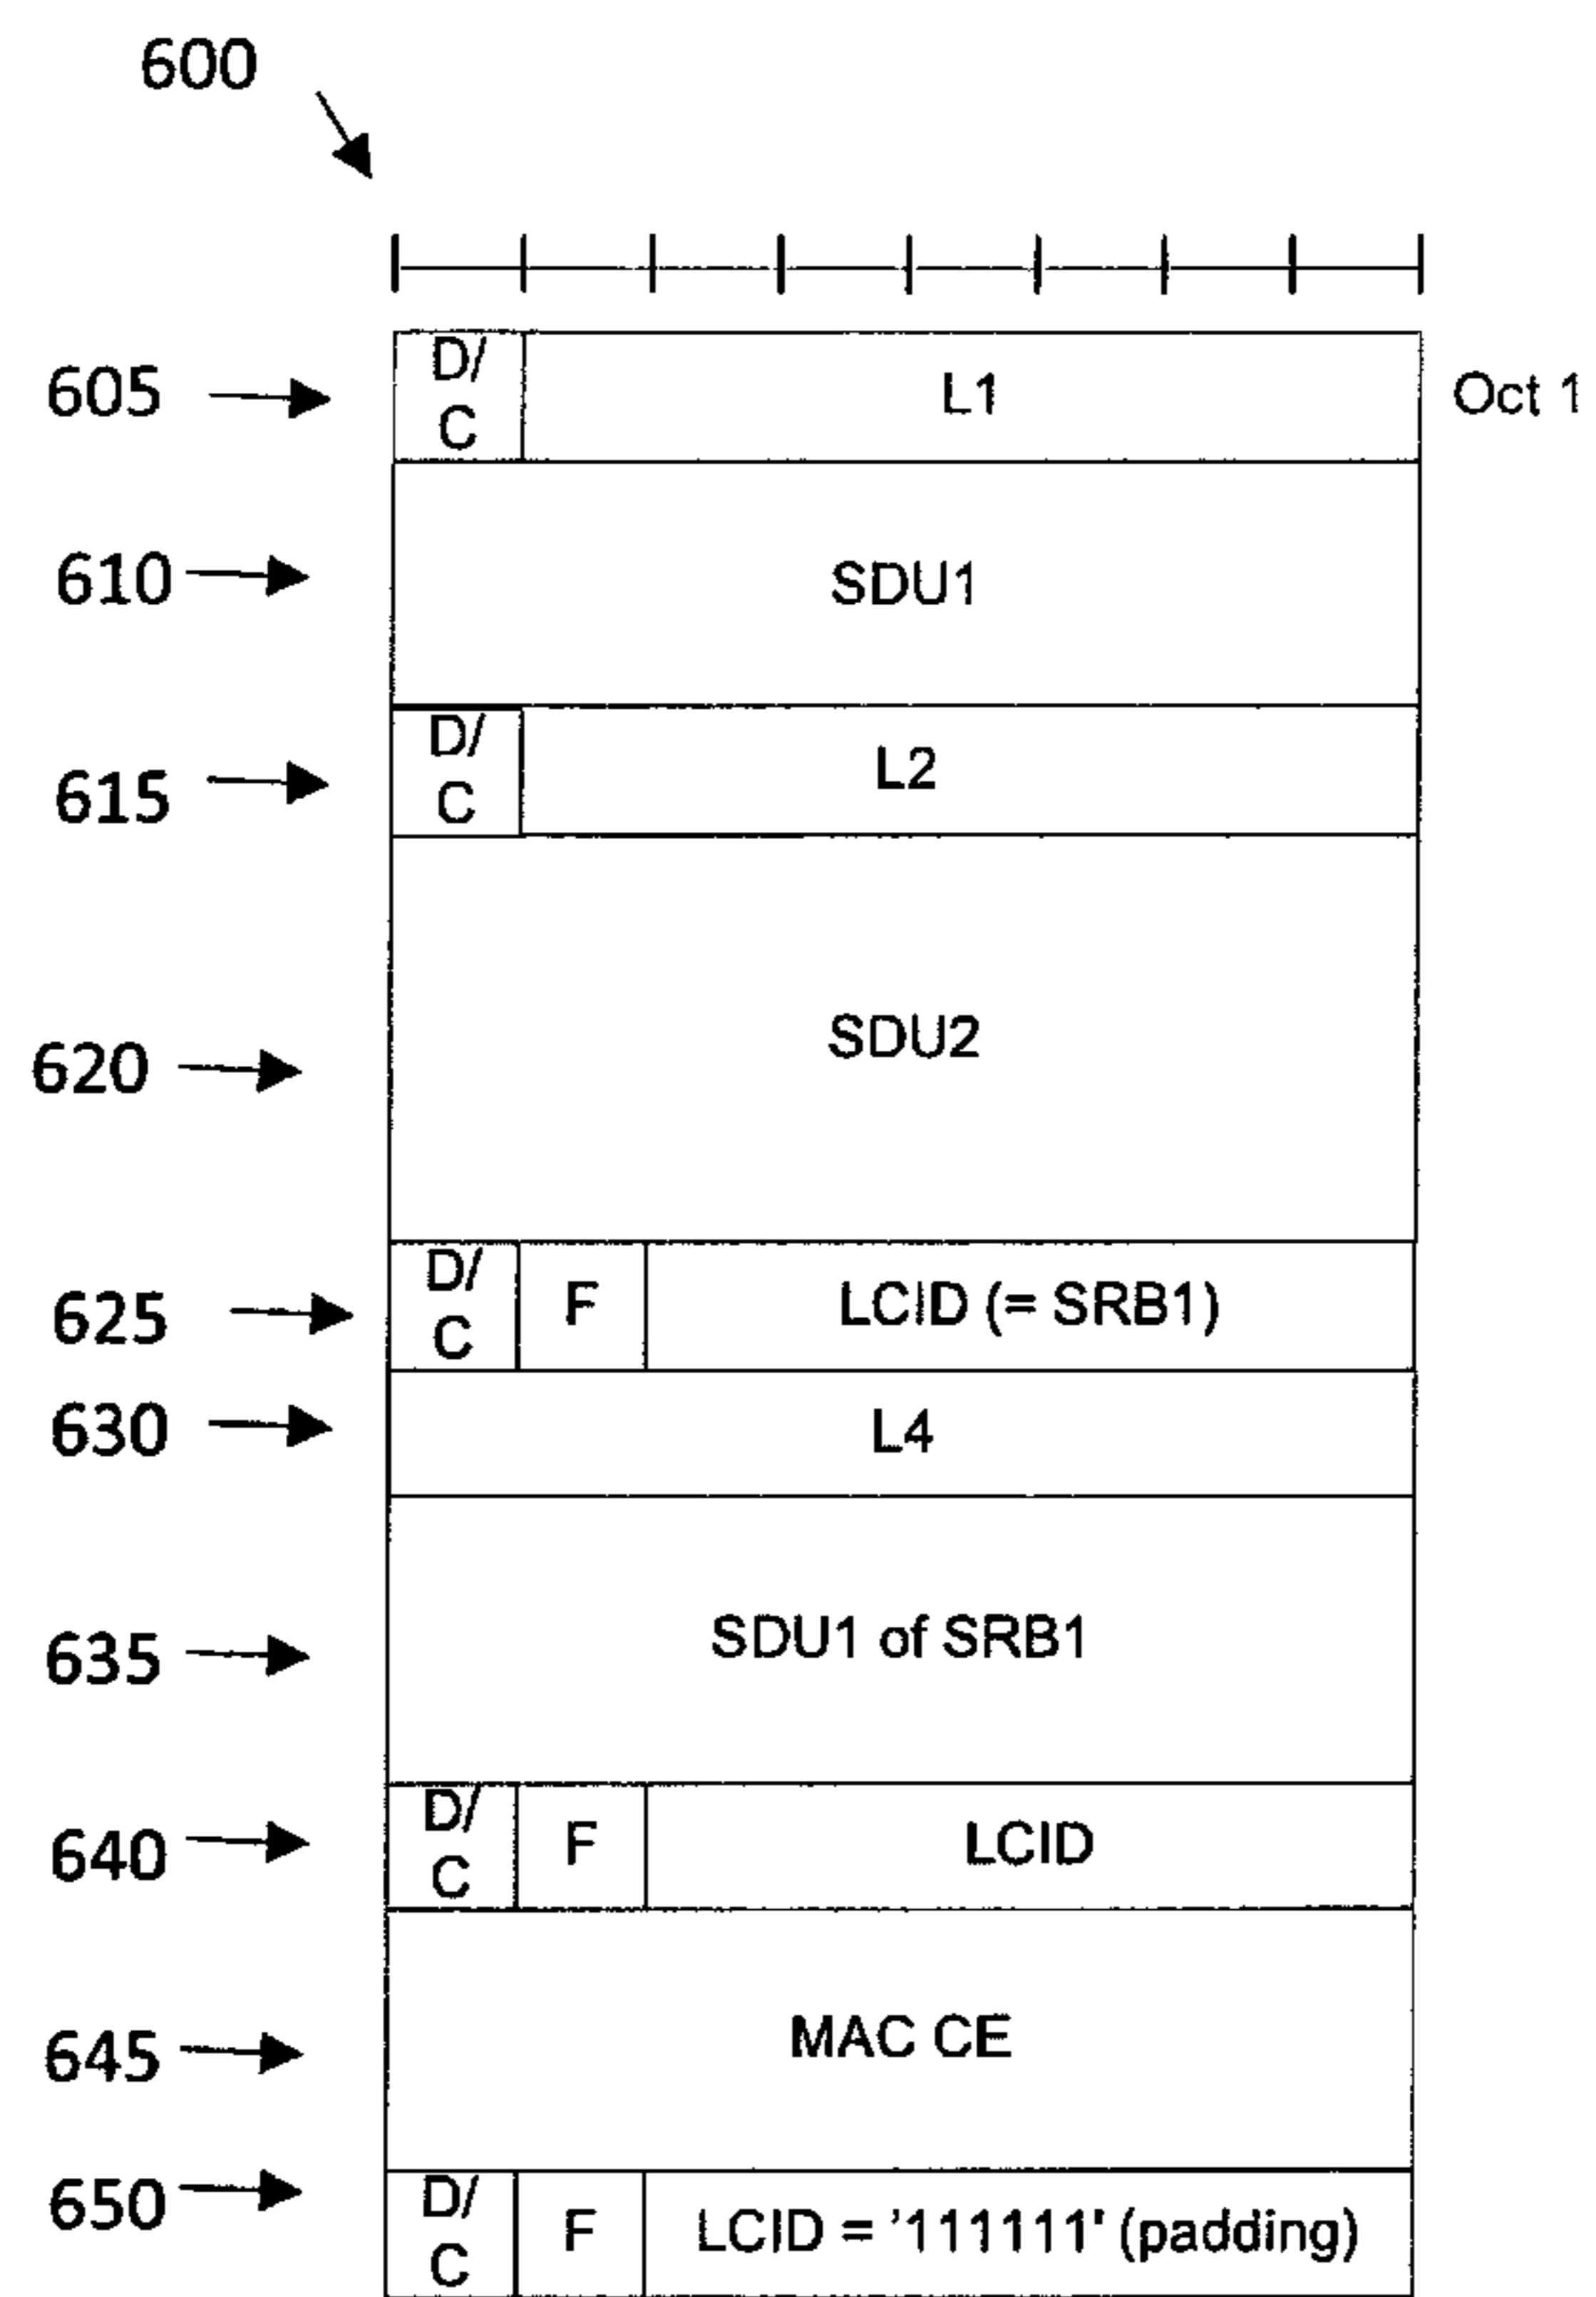 600
605 D/C L1 Oct 1
610 SDU1
615 D/C L2
620 SDU2
625 D/C F LCID (= SRB1)
630 L4
635 SDU1 of SRB1
640 D/C F LCID
645 MAC CE
650 D/C F LCID = '111111' (padding)